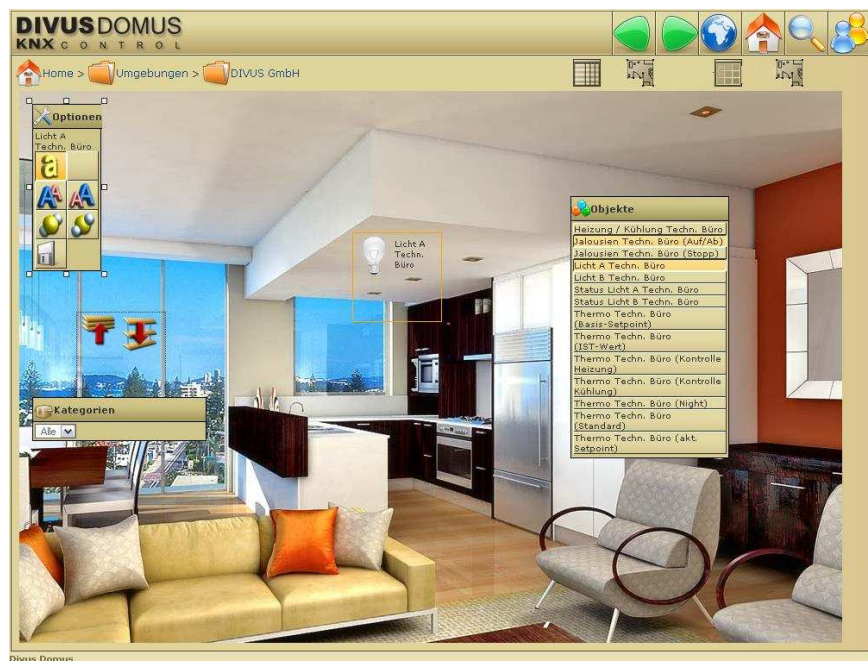 DIVUS DOMUS
KNX CONTROL
Home > Umgebungen > DIVUS GmbH
Optionen
Licht A
Techn. Büro
a
AA AA
Licht A
Techn.
Büro
Objekte
Heizung / Kühlung Techn. Büro
Jalousien Techn. Büro (Auf/Ab)
Jalousien Techn. Büro (Stopp)
Licht A Techn. Büro
Licht B Techn. Büro
Status Licht A Techn. Büro
Status Licht B Techn. Büro
Thermo Techn. Büro
(Basis-Setpoint)
Thermo Techn. Büro
(IST-Wert)
Thermo Techn. Büro (Kontrolle
Heizung)
Thermo Techn. Büro (Kontrolle
Kühlung)
Thermo Techn. Büro (Night)
Thermo Techn. Büro
(Standard)
Thermo Techn. Büro (akt.
Setpoint)
Kategorien
Alle
Divus Domus